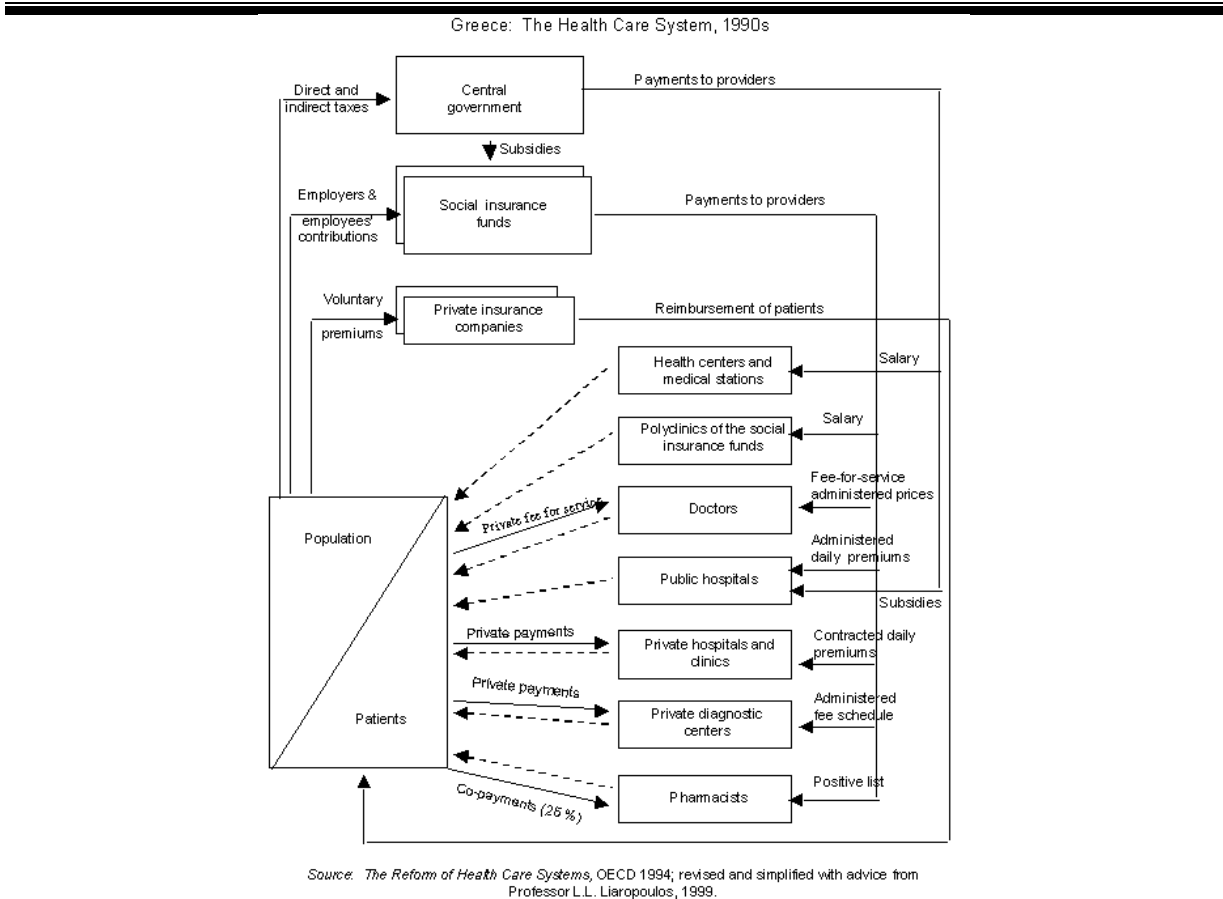 Greece: The Health Care System, 1990s
Direct and
indirect taxes
Central
government
Payments to providers
Subsidies
Employers &
employees'
contributions
Social insurance
funds
Payments to providers
Voluntary
premiums
Private insurance
companies
Reimbursement of patients
Health centers and
medical stations
Salary
Polyclinics of the social
insurance funds
Salary
Private fee for service
Doctors
Fee-for-service
administered prices
Population
Public hospitals
Administered
daily premiums
Subsidies
Private payments
Private hospitals and
clinics
Contracted daily
premiums
Private payments
Patients
Private diagnostic
centers
Administered
fee schedule
Co-payments (25%)
Pharmacists
Positive list
Source: The Reform of Health Care Systems, OECD 1994; revised and simplified with advice from
Professor L.L. Liaropoulos, 1999.